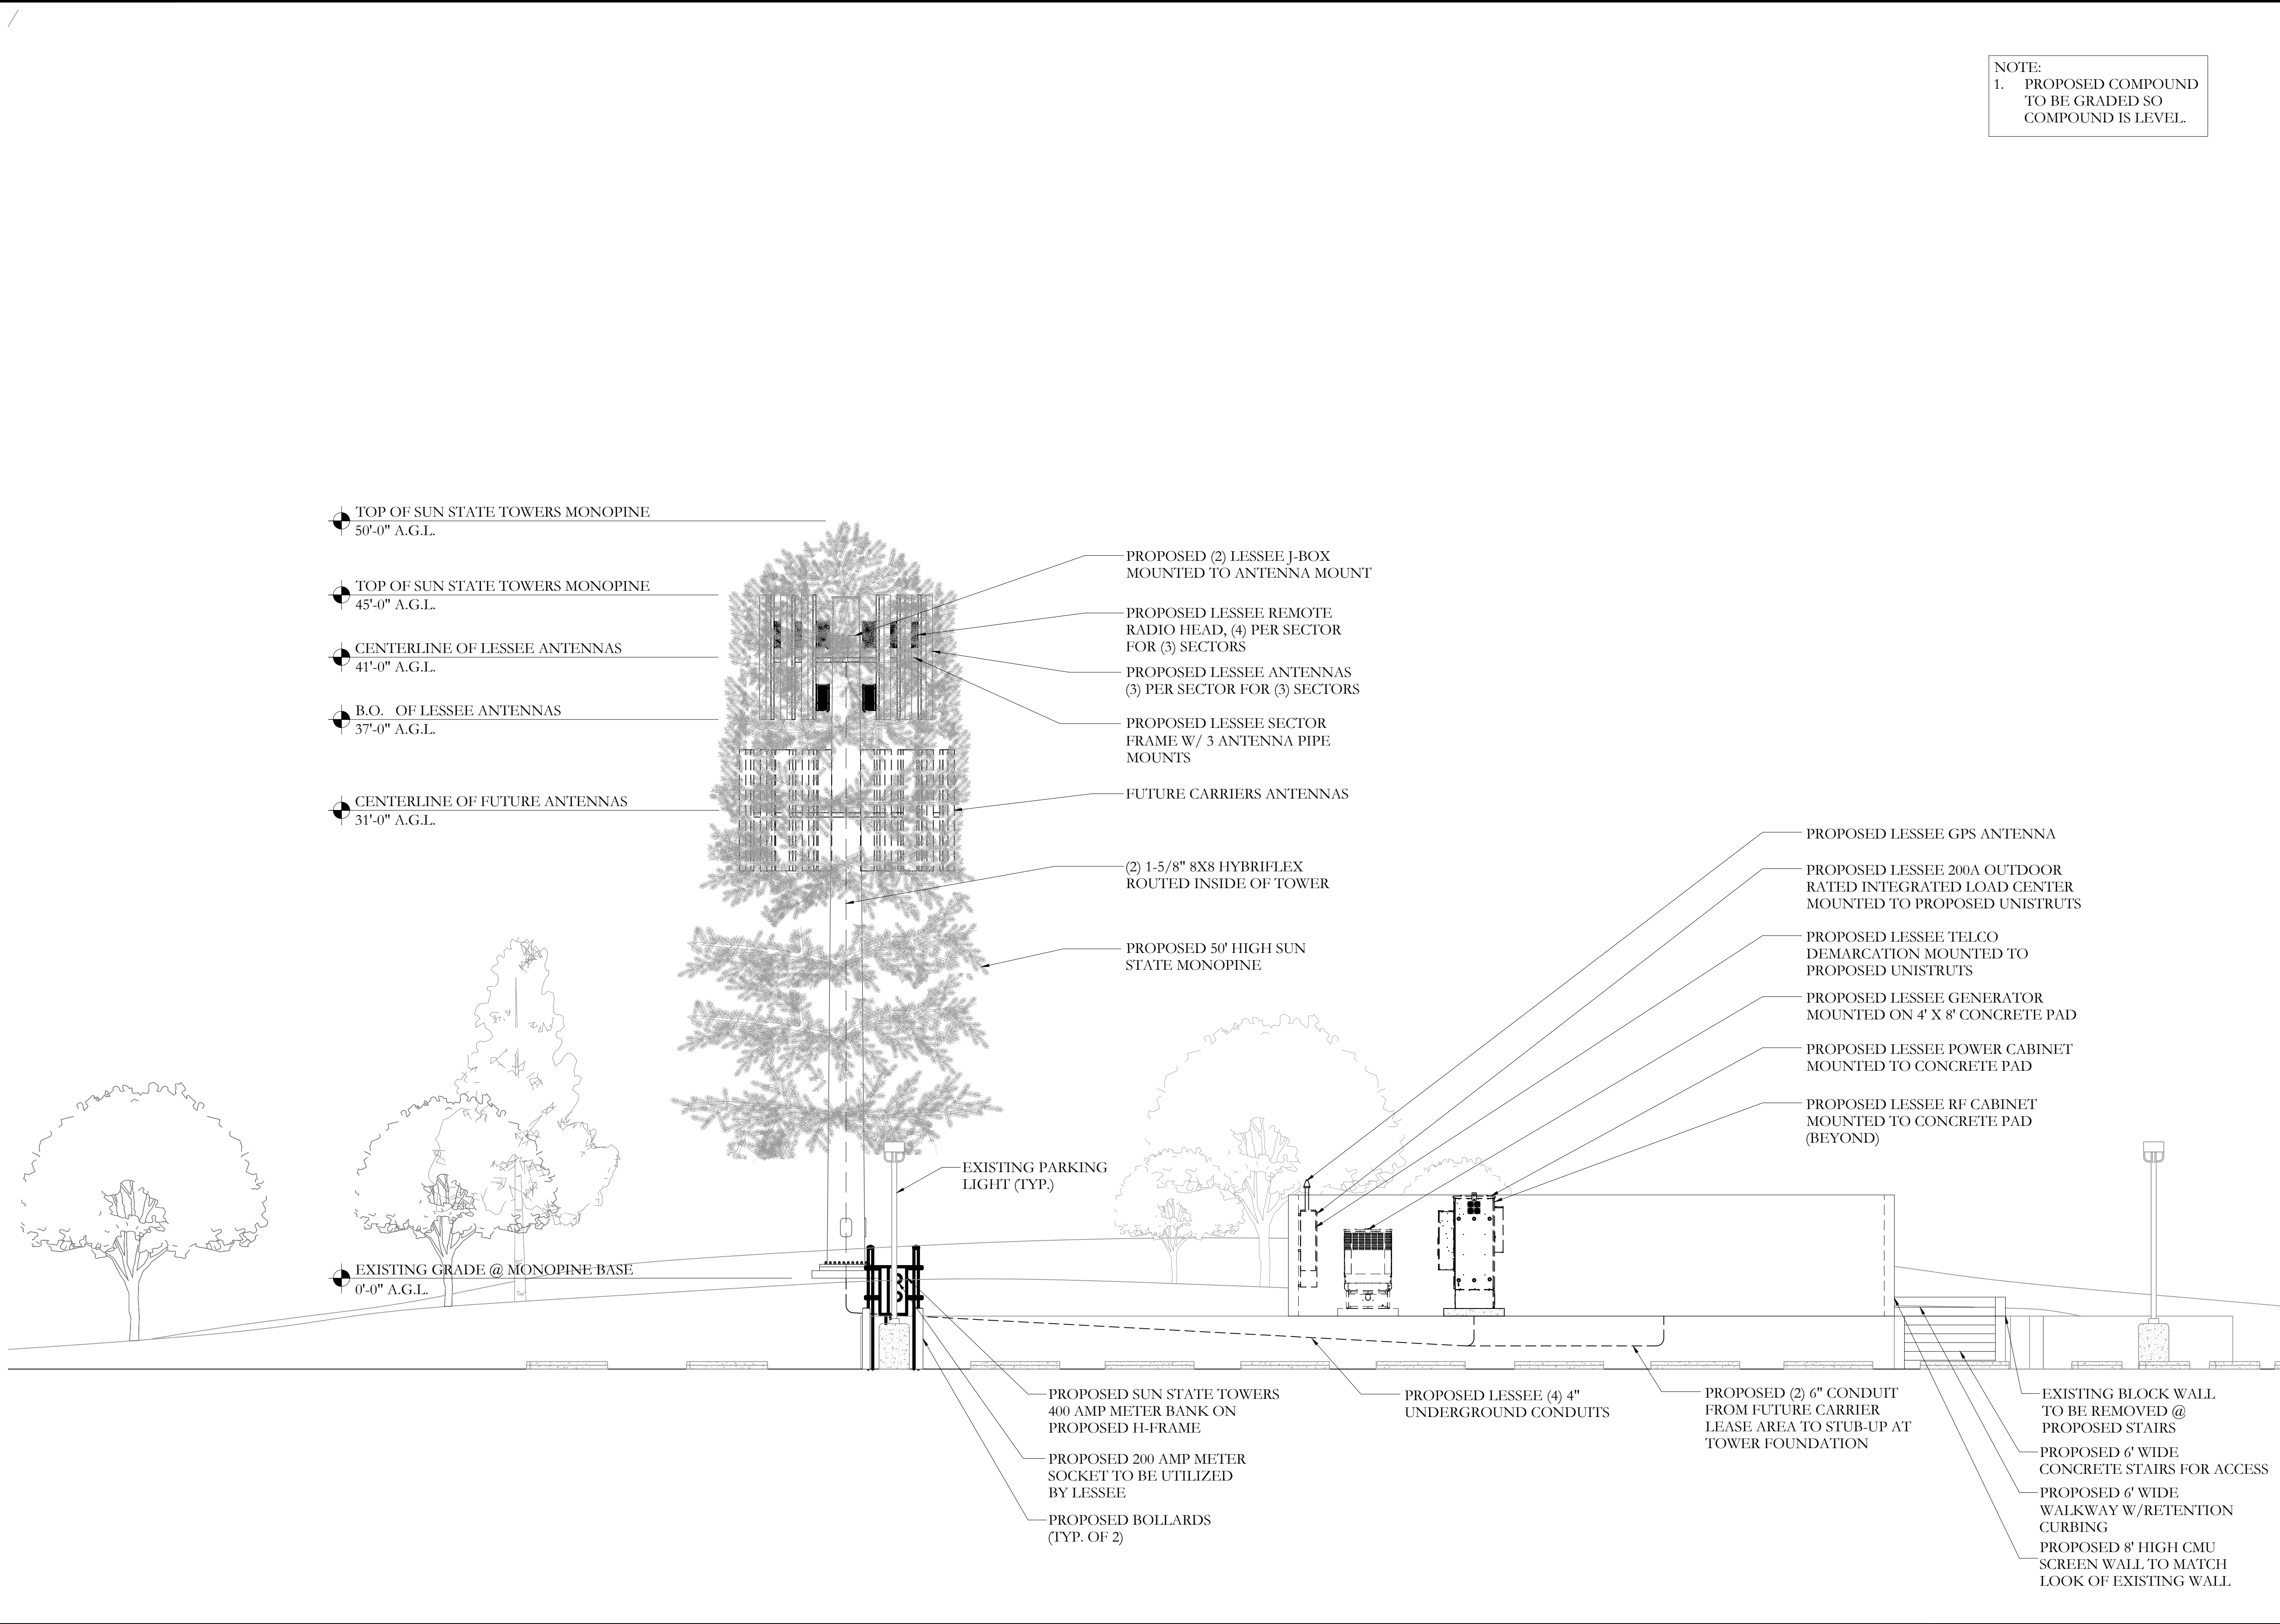 NOTE:
1. PROPOSED COMPOUND
TO BE GRADED SO
COMPOUND IS LEVEL.
TOP OF SUN STATE TOWERS MONOPINE
50'-0" A.G.L.
TOP OF SUN STATE TOWERS MONOPINE
45'-0" A.G.L.
CENTERLINE OF LESSEE ANTENNAS
41'-0" A.G.L.
B.O. OF LESSEE ANTENNAS
37'-0" A.G.L.
CENTERLINE OF FUTURE ANTENNAS
31'-0" A.G.L.
EXISTING GRADE @ MONOPINE BASE
0'-0" A.G.L.
PROPOSED (2) LESSEE J-BOX
MOUNTED TO ANTENNA MOUNT
PROPOSED LESSEE REMOTE
RADIO HEAD, (4) PER SECTOR
FOR (3) SECTORS
PROPOSED LESSEE ANTENNAS
(3) PER SECTOR FOR (3) SECTORS
PROPOSED LESSEE SECTOR
FRAME W/ 3 ANTENNA PIPE
MOUNTS
FUTURE CARRIERS ANTENNAS
(2) 1-5/8" 8X8 HYBRIFLEX
ROUTED INSIDE OF TOWER
PROPOSED 50' HIGH SUN
STATE MONOPINE
EXISTING PARKING
LIGHT (TYP.)
PROPOSED LESSEE GPS ANTENNA
PROPOSED LESSEE 200A OUTDOOR
RATED INTEGRATED LOAD CENTER
MOUNTED TO PROPOSED UNISTRUTS
PROPOSED LESSEE TELCO
DEMARCATION MOUNTED TO
PROPOSED UNISTRUTS
PROPOSED LESSEE GENERATOR
MOUNTED ON 4' X 8' CONCRETE PAD
PROPOSED LESSEE POWER CABINET
MOUNTED TO CONCRETE PAD
PROPOSED LESSEE RF CABINET
MOUNTED TO CONCRETE PAD
(BEYOND)
PROPOSED SUN STATE TOWERS
400 AMP METER BANK ON
PROPOSED H-FRAME
PROPOSED 200 AMP METER
SOCKET TO BE UTILIZED
BY LESSEE
PROPOSED BOLLARDS
(TYP. OF 2)
PROPOSED LESSEE (4) 4"
UNDERGROUND CONDUITS
PROPOSED (2) 6" CONDUIT
FROM FUTURE CARRIER
LEASE AREA TO STUB-UP AT
TOWER FOUNDATION
EXISTING BLOCK WALL
TO BE REMOVED @
PROPOSED STAIRS
PROPOSED 6' WIDE
CONCRETE STAIRS FOR ACCESS
PROPOSED 6' WIDE
WALKWAY W/RETENTION
CURBING
PROPOSED 8' HIGH CMU
SCREEN WALL TO MATCH
LOOK OF EXISTING WALL